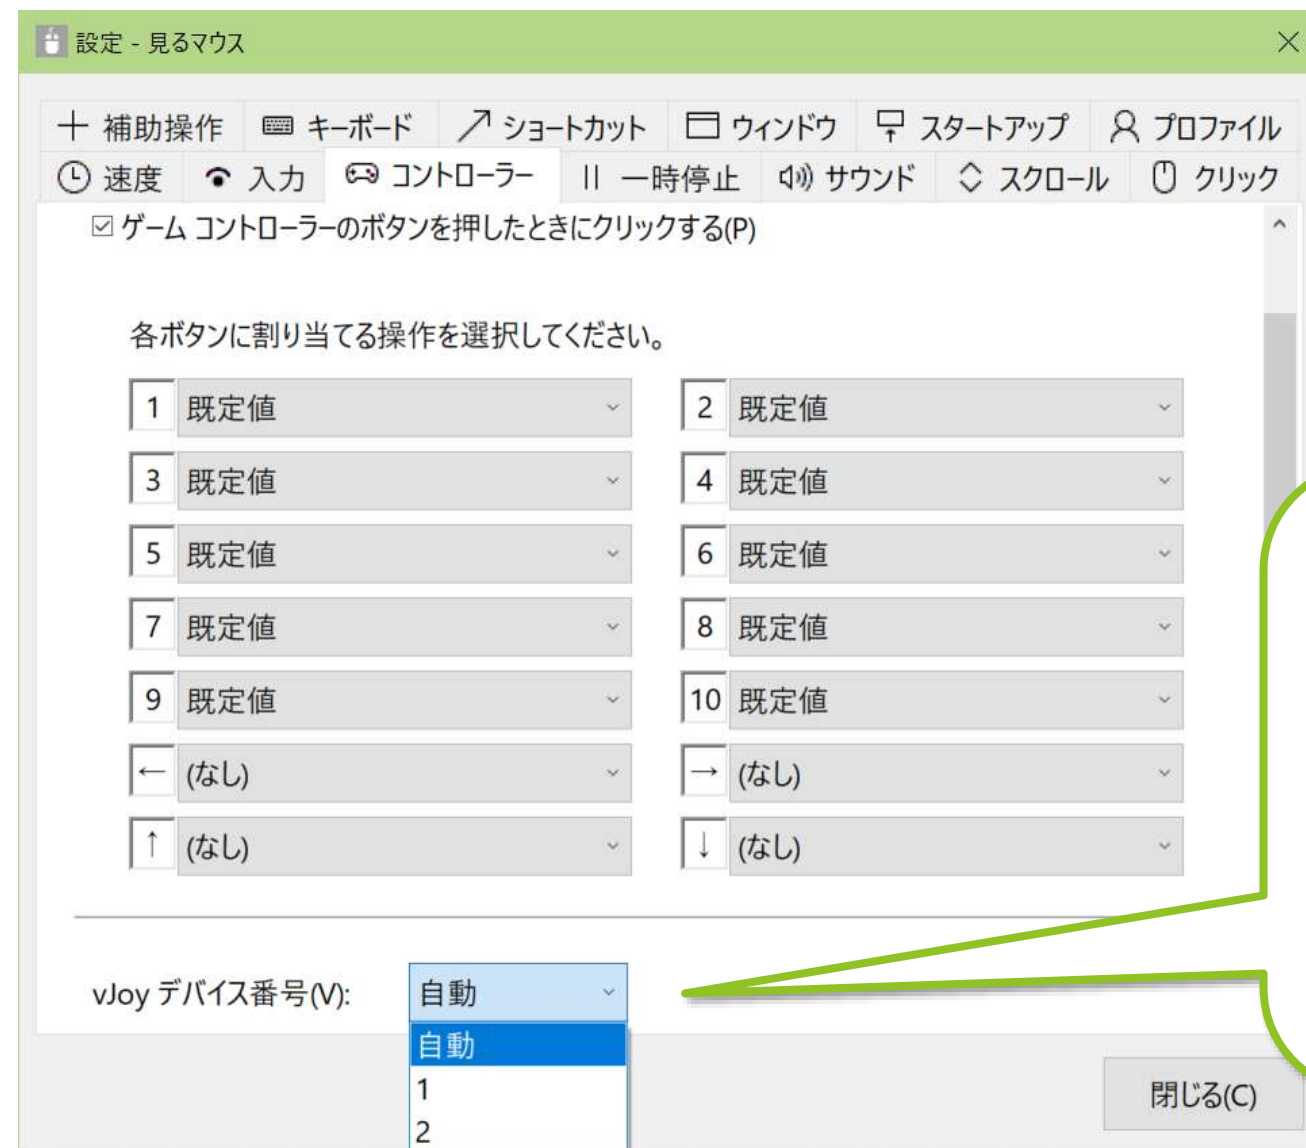 設定 - 見るマウス
補助操作 キーボード ショートカット ウィンドウ スタートアップ プロファイル
速度 入力 コントローラー 一時停止 サウンド スクロール クリック
ゲーム コントローラーのボタンを押したときにクリックする(P)
各ボタンに割り当てる操作を選択してください。
1 既定値 2 既定値
3 既定値 4 既定値
5 既定値 6 既定値
7 既定値 8 既定値
9 既定値 10 既定値
← (なし) → (なし)
↑ (なし) ↓ (なし)
vJoy デバイス番号(V): 自動
自動
1
2
閉じる(C)